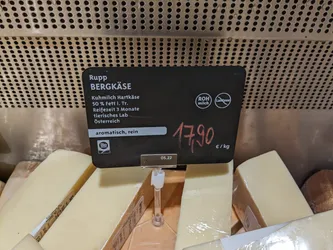 Rupp
BERGKÄSE
Kuhmilch Hartkäse
50 % Fett i. Tr.
Reifezeit 3 Monate
tierisches Lab
Österreich
ROH
milch
aromatisch, rein
17,90
€ / kg